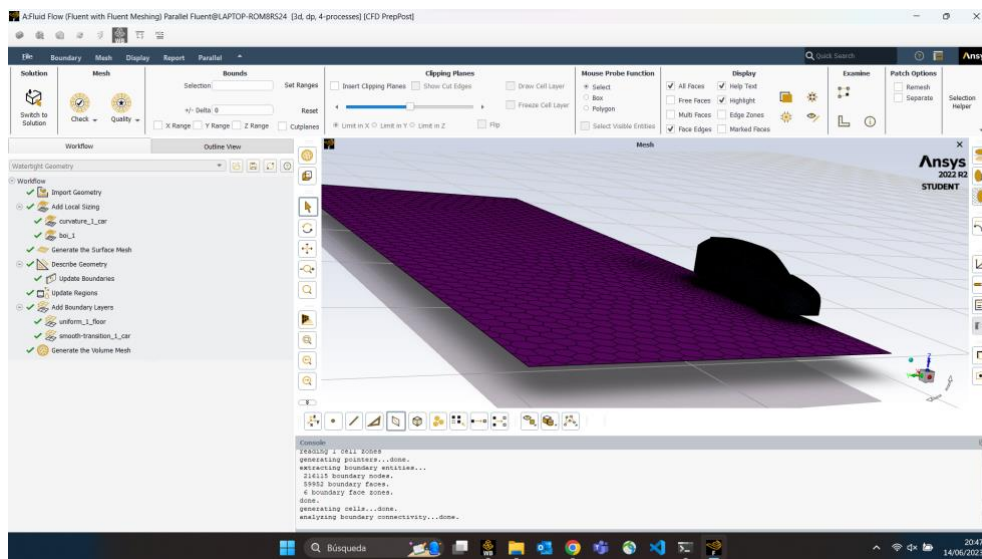 A:Fluid Flow (Fluent with Fluent Meshing) Parallel Fluent@LAPTOP-ROM8RS24 [3d, dp, 4-processes] [CFD PrepPost]
File Boundary Mesh Display Report Parallel
Quick Search
Ansys
Solution Mesh Bounds Clipping Planes Mouse Probe Function Display Examine Patch Options
Switch to Solution
Check
Quality
Selection
Set Ranges
+/- Delta 0
Reset
X Range Y Range Z Range Cutplanes
Insert Clipping Planes Show Cut Edges Draw Cell Layer
Freeze Cell Layer
Limit in X Limit in Y Limit in Z Flip
Select
Box
Polygon
Select Visible Entities
All Faces Help Text
Free Faces Highlight
Multi Faces Edge Zones
Face Edges Marked Faces
Remesh
Separate
Selection Helper
Workflow Outline View
Mesh
Watertight Geometry
Workflow
Import Geometry
Add Local Sizing
curvature_1_car
boi_1
Generate the Surface Mesh
Describe Geometry
Update Boundaries
Update Regions
Add Boundary Layers
uniform_1_floor
smooth-transition_1_car
Generate the Volume Mesh
Ansys
2022 R2
STUDENT
Console
reading 1 cell zones
generating pointers...done.
extracting boundary entities...
216115 boundary nodes.
59952 boundary faces.
6 boundary face zones.
done.
generating cells...done.
analyzing boundary connectivity...done.
Búsqueda
20:47
14/06/2023